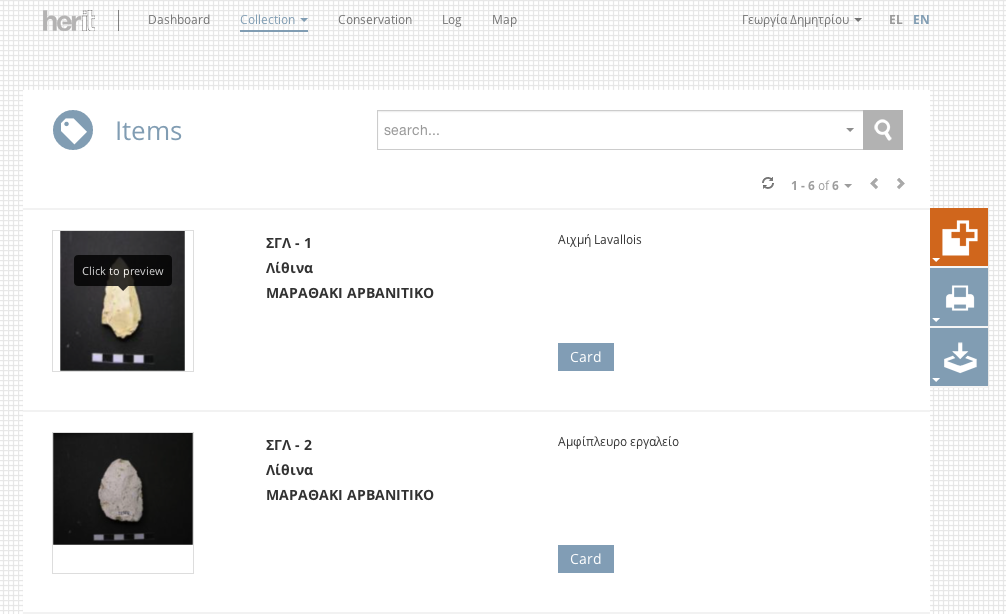 herit
Dashboard Collection Conservation Log Map Γεωργία Δημητρίου EL EN
Items
search...
1 - 6 of 6
ΣΓΛ - 1
Λίθινα
ΜΑΡΑΘΑΚΙ ΑΡΒΑΝΙΤΙΚΟ
Αιχμή Lavallois
Click to preview
Card
ΣΓΛ - 2
Λίθινα
ΜΑΡΑΘΑΚΙ ΑΡΒΑΝΙΤΙΚΟ
Αμφίπλευρο εργαλείο
Card